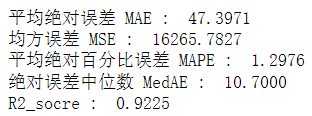 平均绝对误差 MAE :  47.3971
均方误差 MSE :  16265.7827
平均绝对百分比误差 MAPE :  1.2976
绝对误差中位数 MedAE :  10.7000
R2_socre :  0.9225